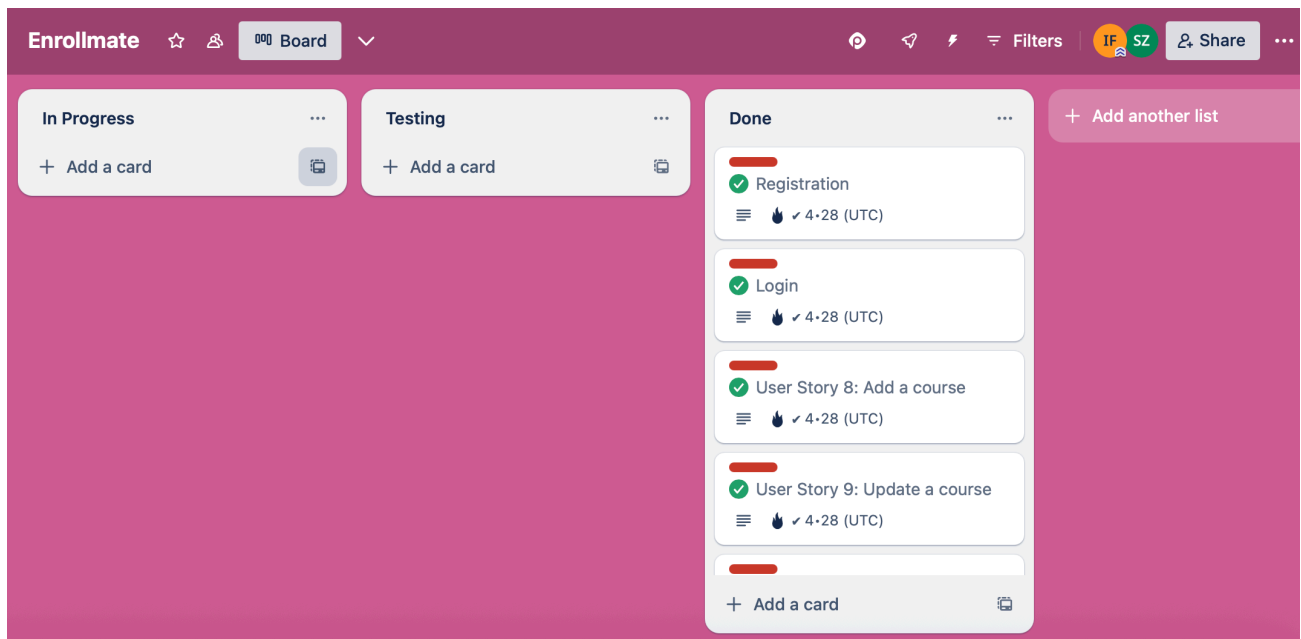 Enrollmate
Board
Filters
IF
SZ
Share
In Progress
Add a card
Testing
Add a card
Done
Registration
✔ 4•28 (UTC)
Login
✔ 4•28 (UTC)
User Story 8: Add a course
✔ 4•28 (UTC)
User Story 9: Update a course
✔ 4•28 (UTC)
Add a card
Add another list